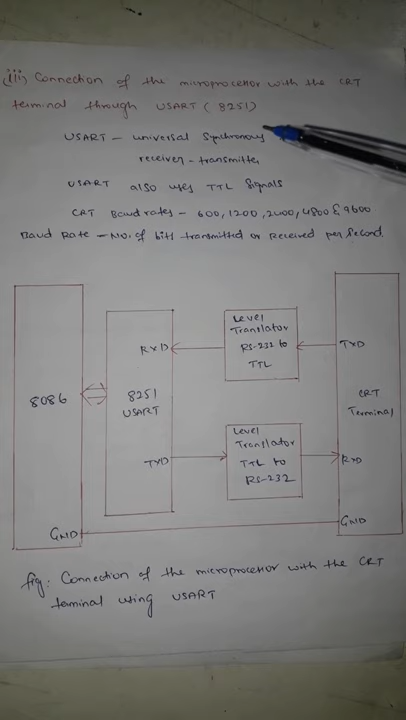 (iii) Connection of the microprocessor with the CRT
terminal through USART (8251)
USART - universal synchronous
receiver - transmitter
USART also uses TTL signals
CRT Baud rates - 600, 1200, 2400, 4800 & 9600
Baud Rate - No. of bits transmitted or received per second.
Level
Translator
RS-232 to
TTL
RXD
TXD
8086
8251
USART
CRT
Terminal
Level
Translator
TTL to
RS-232
TXD
RXD
GND
GND
fig: Connection of the microprocessor with the CRT
terminal using USART